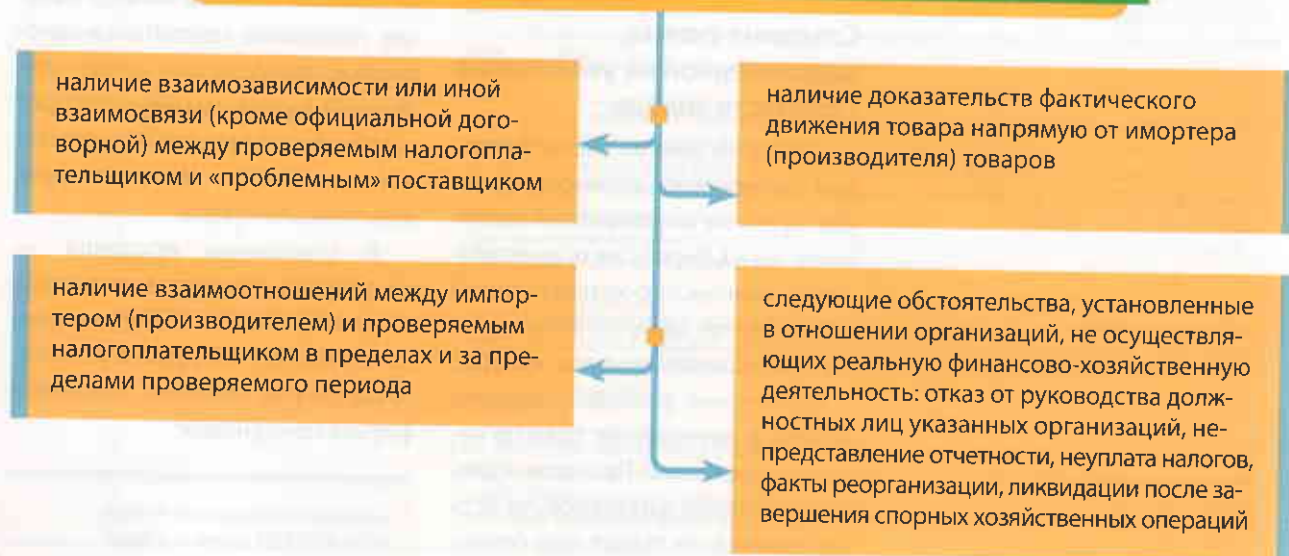 наличие взаимозависимости или иной
взаимосвязи (кроме официальной дого-
ворной) между проверяемым налогопла-
тельщиком и «проблемным» поставщиком
наличие доказательств фактического
движения товара напрямую от имортера
(производителя) товаров
наличие взаимоотношений между импор-
тером (производителем) и проверяемым
налогоплательщиком в пределах и за пре-
делами проверяемого периода
следующие обстоятельства, установленные
в отношении организаций, не осуществля-
ющих реальную финансово-хозяйственную
деятельность: отказ от руководства долж-
ностных лиц указанных организаций, не-
представление отчетности, неуплата налогов,
факты реорганизации, ликвидации после за-
вершения спорных хозяйственных операций